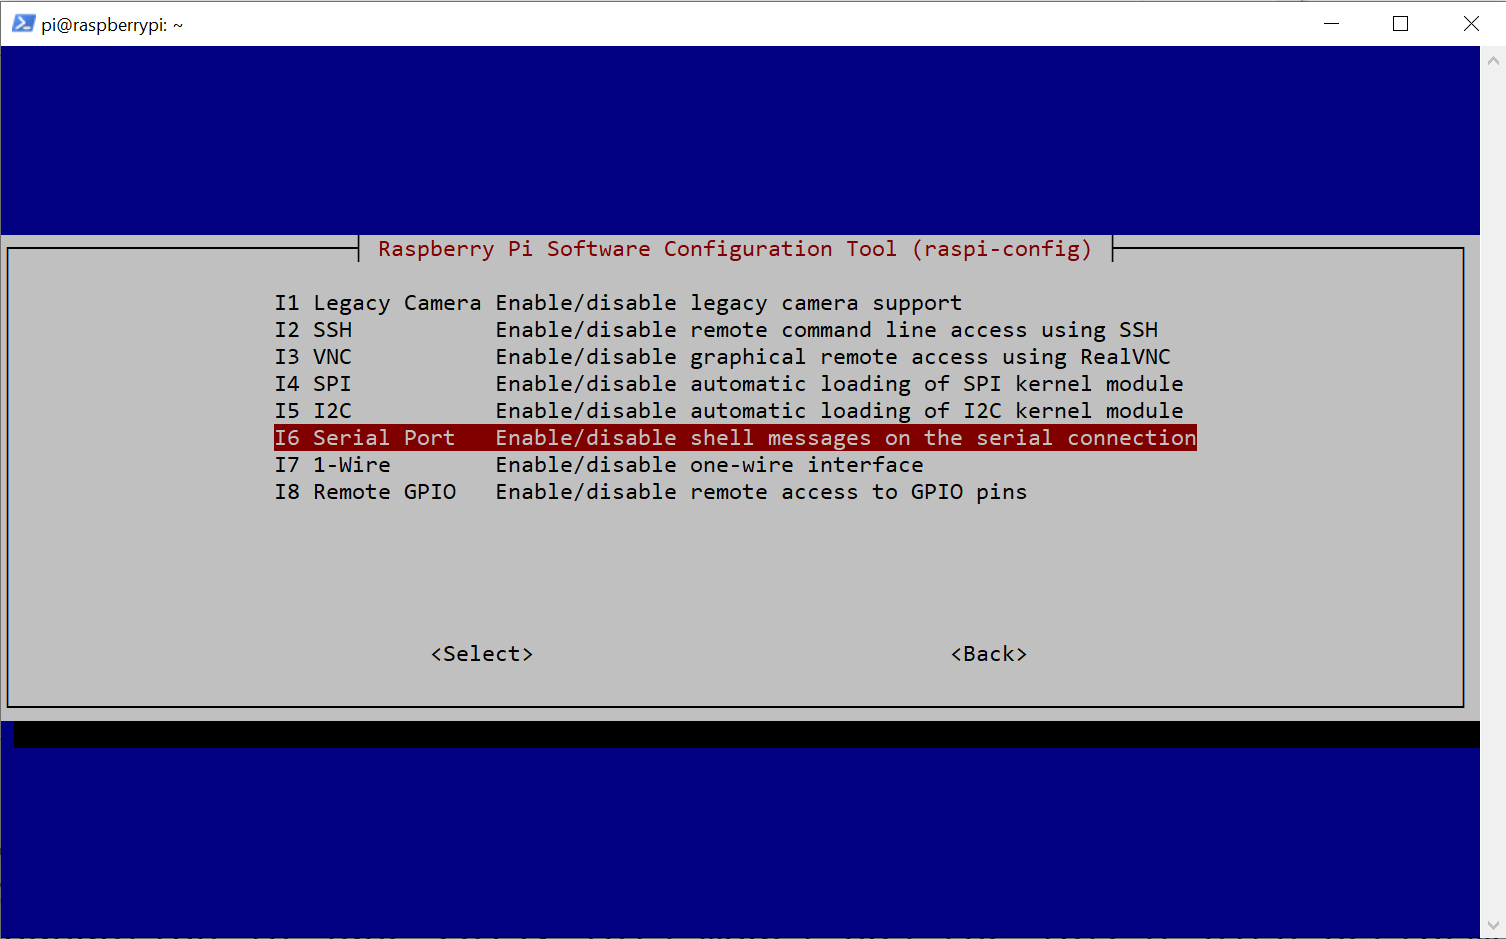 pi@raspberrypi: ~
Raspberry Pi Software Configuration Tool (raspi-config)
I1 Legacy Camera Enable/disable legacy camera support
I2 SSH Enable/disable remote command line access using SSH
I3 VNC Enable/disable graphical remote access using RealVNC
I4 SPI Enable/disable automatic loading of SPI kernel module
I5 I2C Enable/disable automatic loading of I2C kernel module
I6 Serial Port Enable/disable shell messages on the serial connection
I7 1-Wire Enable/disable one-wire interface
I8 Remote GPIO Enable/disable remote access to GPIO pins
<Select> <Back>